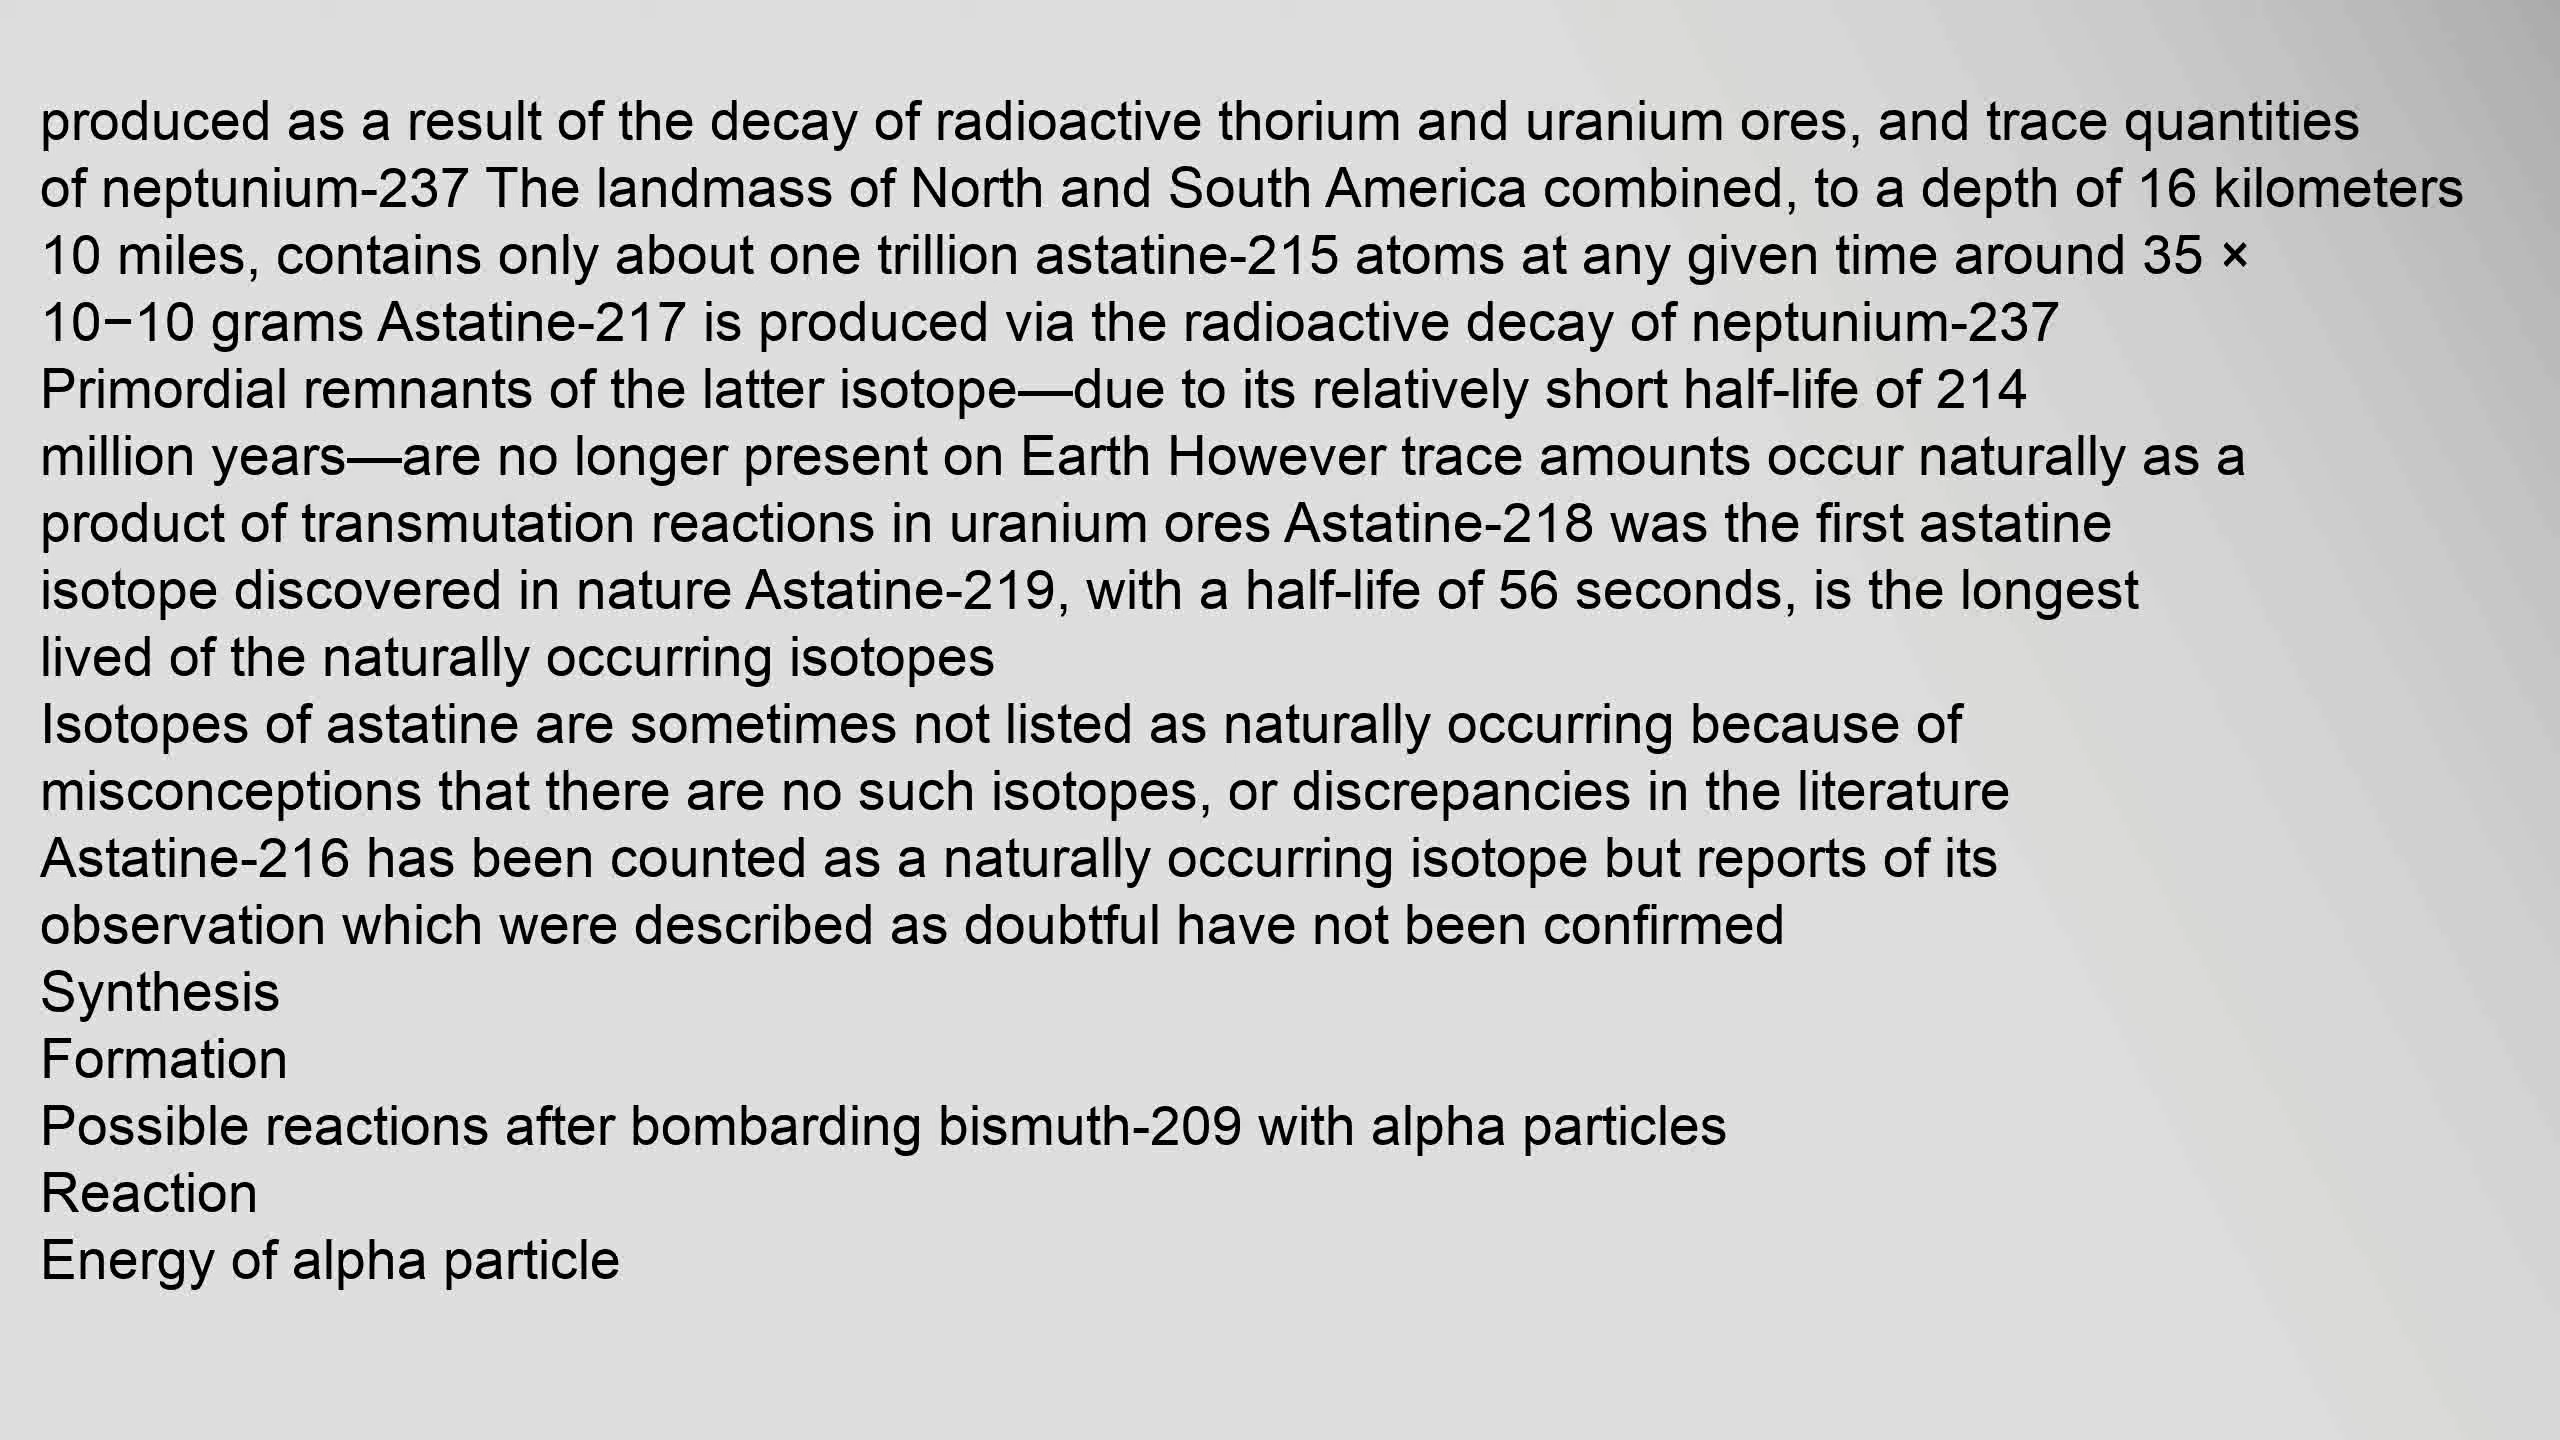 produced as a result of the decay of radioactive thorium and uranium ores, and trace quantities
of neptunium-237 The landmass of North and South America combined, to a depth of 16 kilometers
10 miles, contains only about one trillion astatine-215 atoms at any given time around 35 ×
10−10 grams Astatine-217 is produced via the radioactive decay of neptunium-237
Primordial remnants of the latter isotope—due to its relatively short half-life of 214
million years—are no longer present on Earth However trace amounts occur naturally as a
product of transmutation reactions in uranium ores Astatine-218 was the first astatine
isotope discovered in nature Astatine-219, with a half-life of 56 seconds, is the longest
lived of the naturally occurring isotopes
Isotopes of astatine are sometimes not listed as naturally occurring because of
misconceptions that there are no such isotopes, or discrepancies in the literature
Astatine-216 has been counted as a naturally occurring isotope but reports of its
observation which were described as doubtful have not been confirmed
Synthesis
Formation
Possible reactions after bombarding bismuth-209 with alpha particles
Reaction
Energy of alpha particle